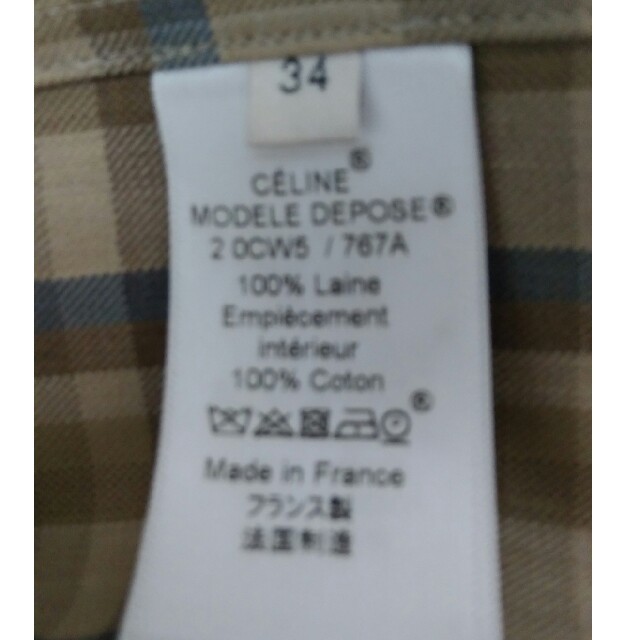 34
CÉLINE®
MODELE DEPOSE®
2 0CW5 / 767A
100% Laine
Empiècement
intérieur
100% Coton
®
Made in France
フランス製
法国制造